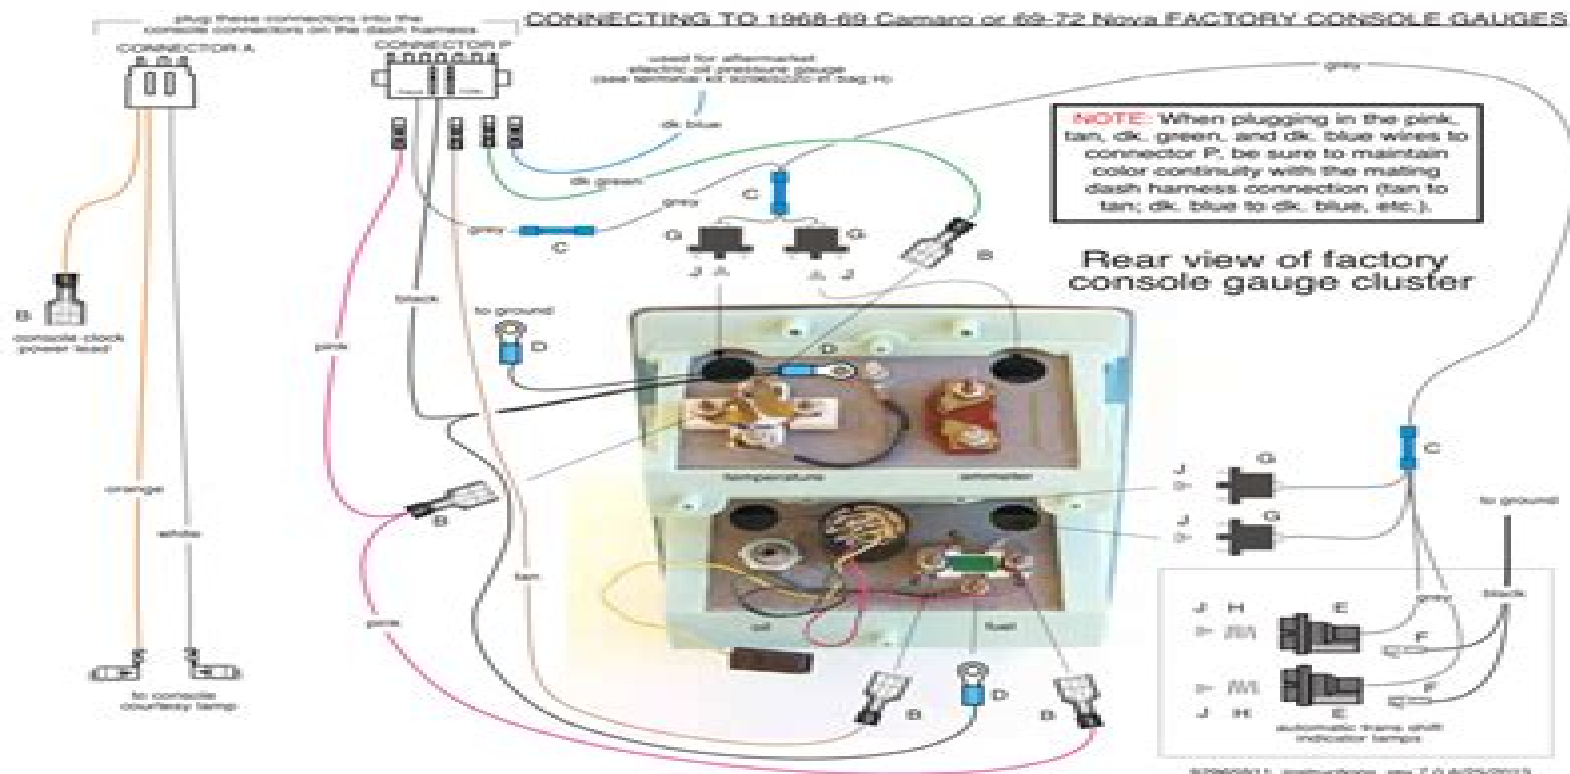 plug these connectors into the
console connectors on the dash harness
CONNECTING TO 1968-69 Camaro or 69-72 Nova FACTORY CONSOLE GAUGES
CONNECTOR A
CONNECTOR P
used for aftermarket
electric oil pressure gauge
(see terminal kit in bag H)
grey
dk blue
NOTE: When plugging in the pink,
tan, dk. green, and dk. blue wires to
connector P, be sure to maintain
color continuity with the mating
dash harness connection (tan to
tan; dk. blue to dk. blue, etc.).
dk green
C
grey
grey
C
G
G
B
J
J
Rear view of factory
console gauge cluster
black
to ground
D
D
B
console clock
power lead
pink
C
temperature
ammeter
J
G
orange
B
to ground
J
G
white
tan
grey
black
J
H
E
F
pink
oil
fuel
F
J
H
E
B
D
B
to console
courtesy lamp
automatic trans shift
indicator lamps